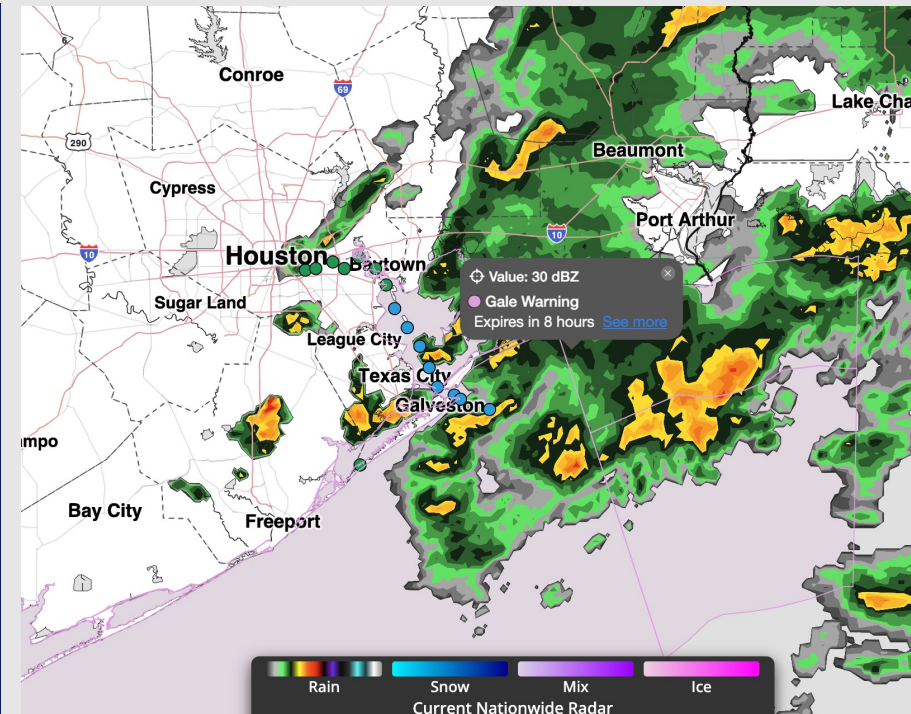 6
Conroe
69
290
Lake Cha
Beaumont
Cypress
Port Arthur
10
10
Houston
Baytown
Value: 30 dBZ
Gale Warning
Expires in 8 hours See more
Sugar Land
League City
Texas City
Galveston
mpo
Bay City
Freeport
Rain Snow Mix Ice
Current Nationwide Radar